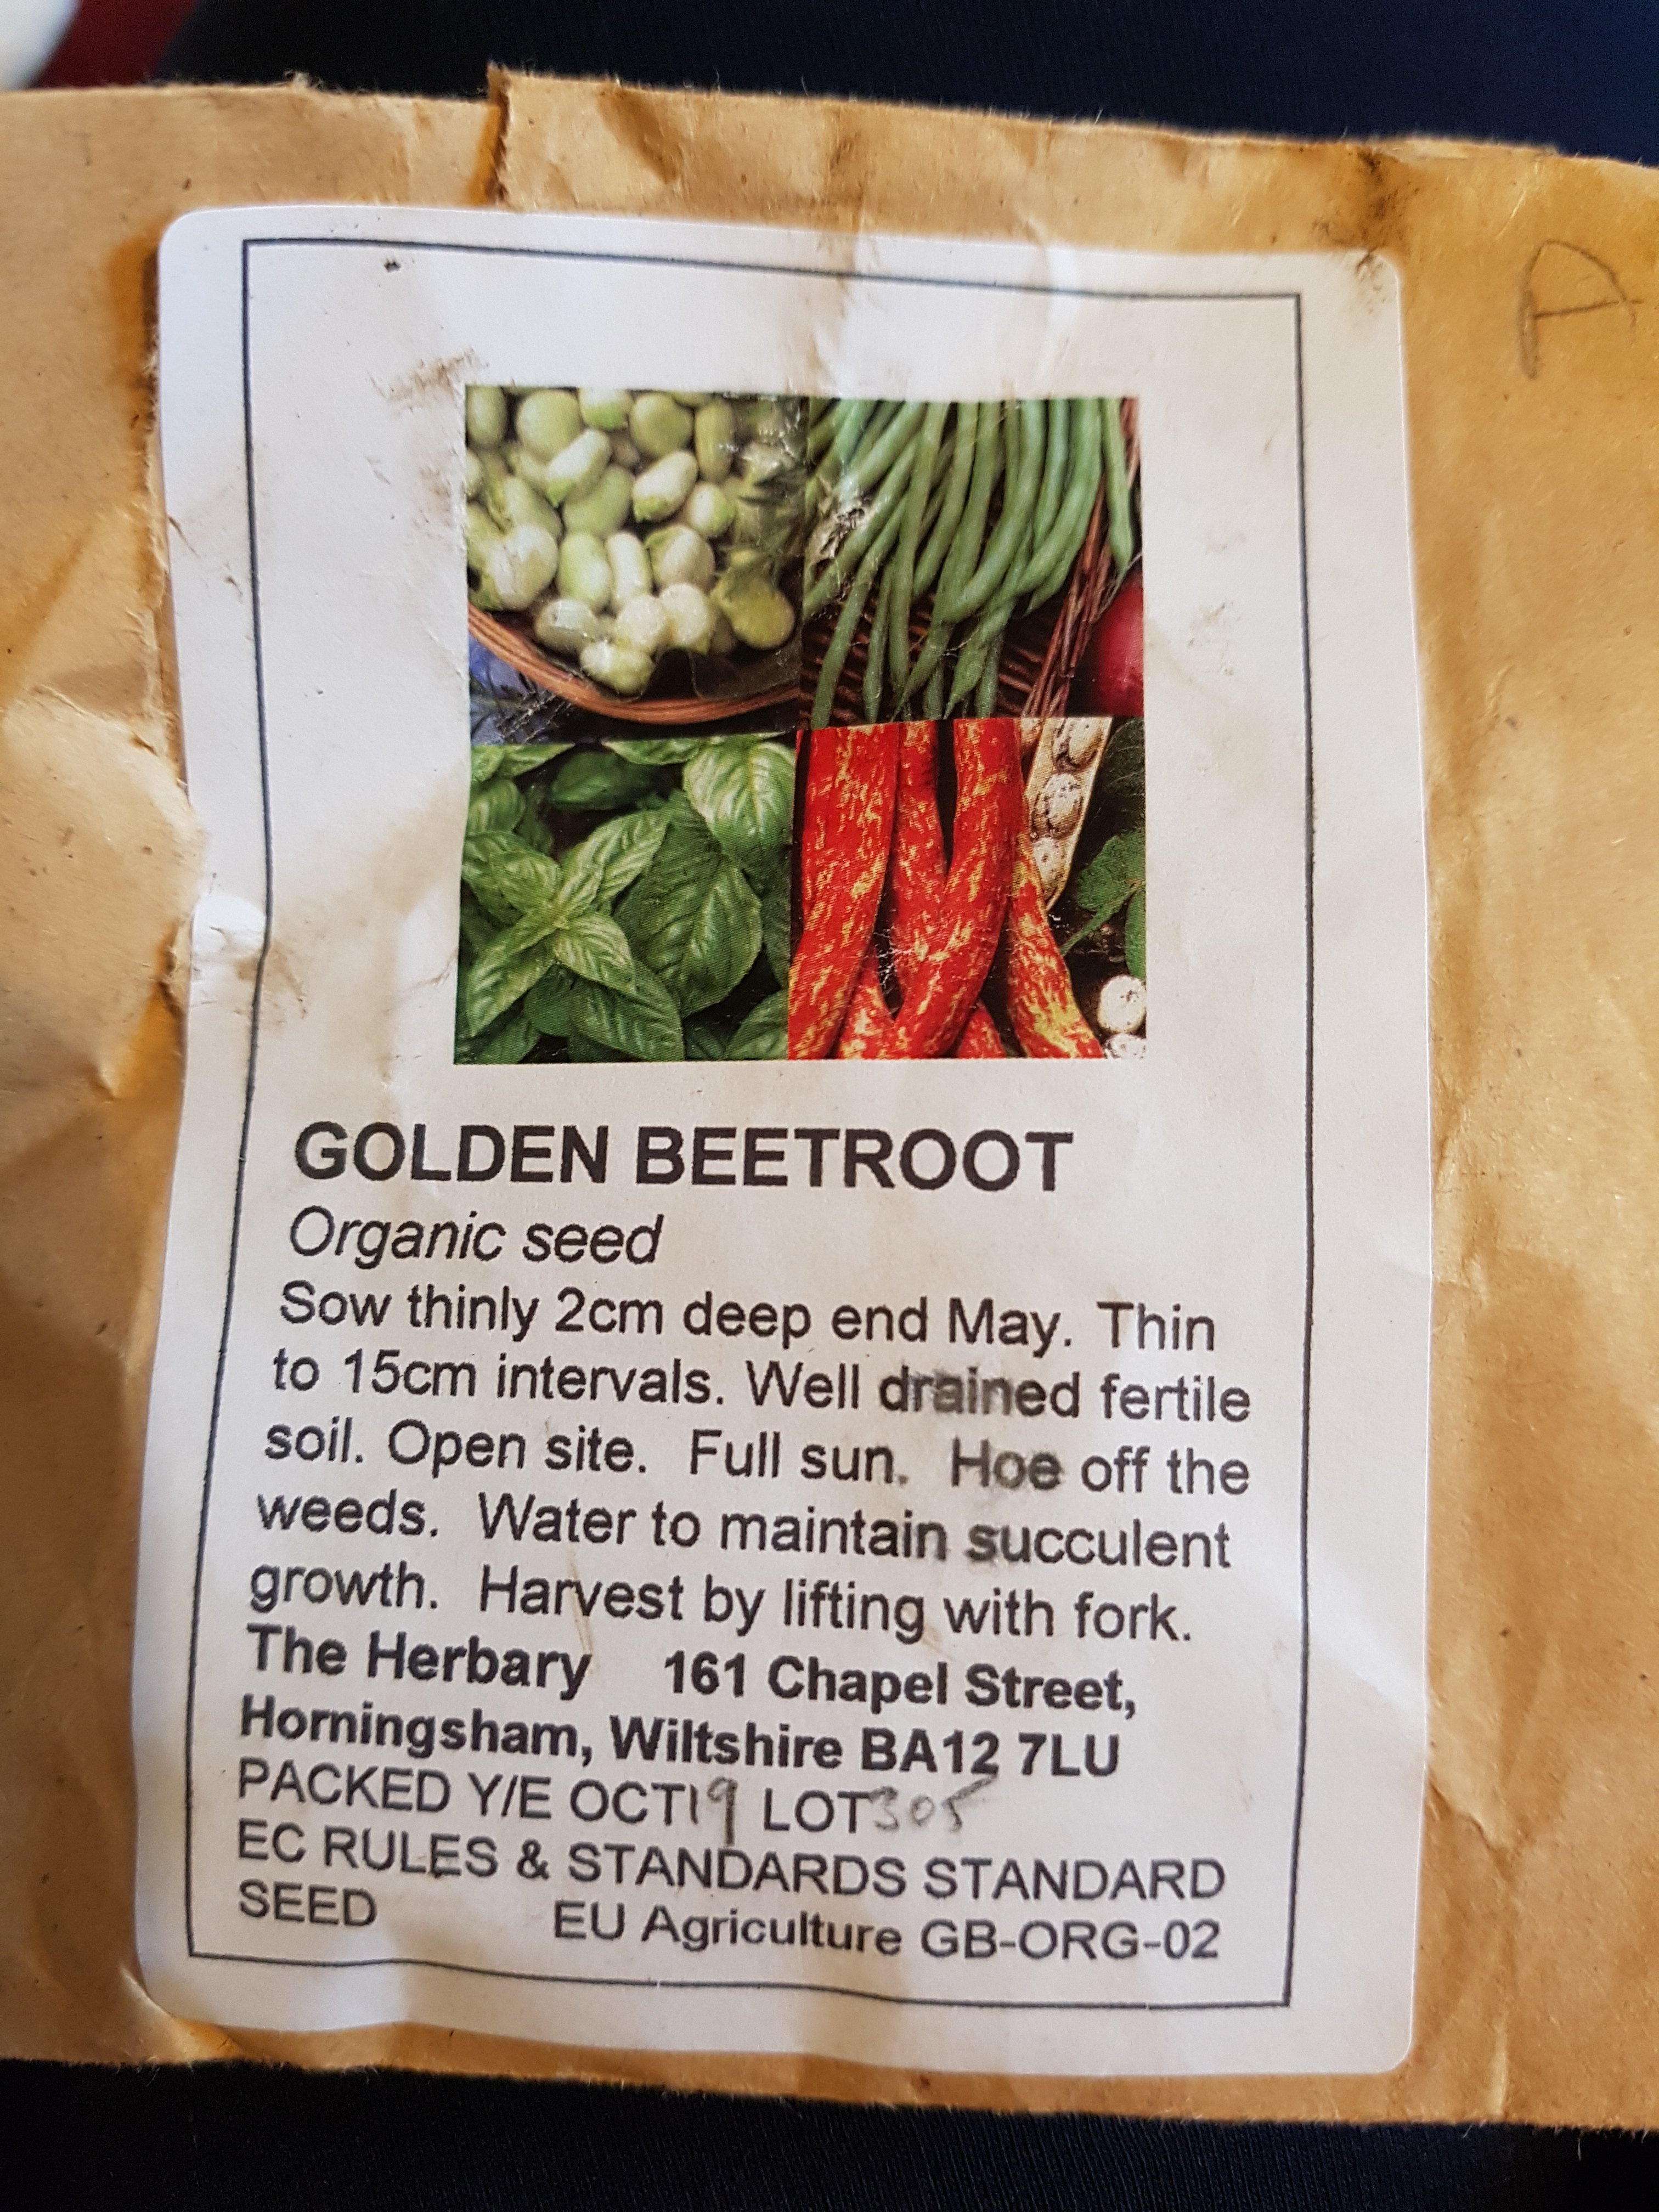 GOLDEN BEETROOT
Organic seed
Sow thinly 2cm deep end May. Thin
to 15cm intervals. Well drained fertile
soil. Open site. Full sun. Hoe off the
weeds. Water to maintain succulent
growth. Harvest by lifting with fork.
The Herbary 161 Chapel Street,
Horningsham, Wiltshire BA12 7LU
PACKED Y/E OCT19 LOT305
EC RULES & STANDARDS STANDARD
SEED EU Agriculture GB-ORG-02